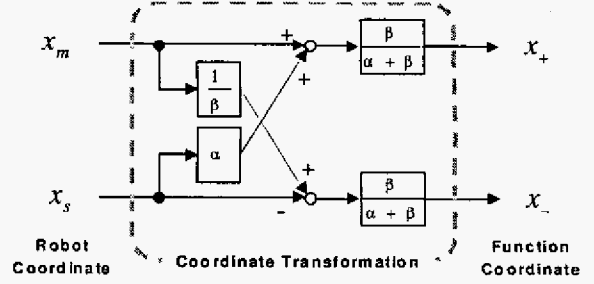 x_m + β x_+
+ α + β
1
β
α
+
x_s - β x_-
α + β
Robot Function
Coordinate Coordinate Transformation Coordinate